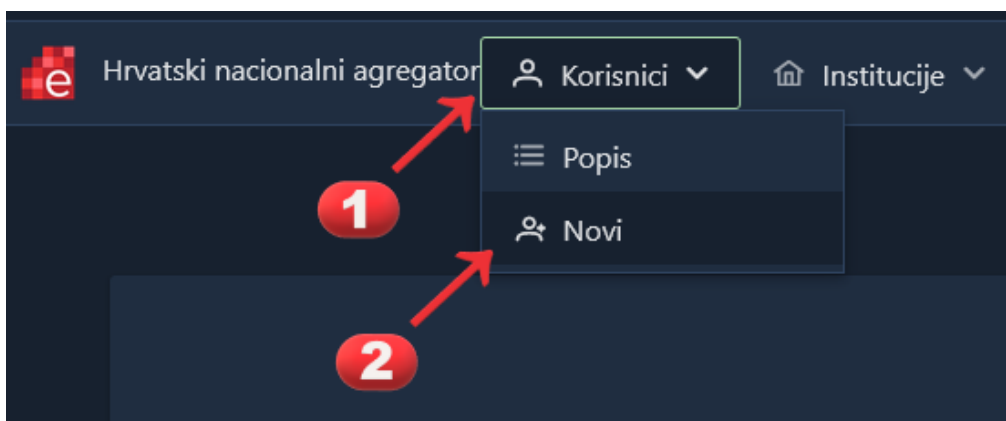 e Hrvatski nacionalni agregator Korisnici Institucije
Popis
1
Novi
2